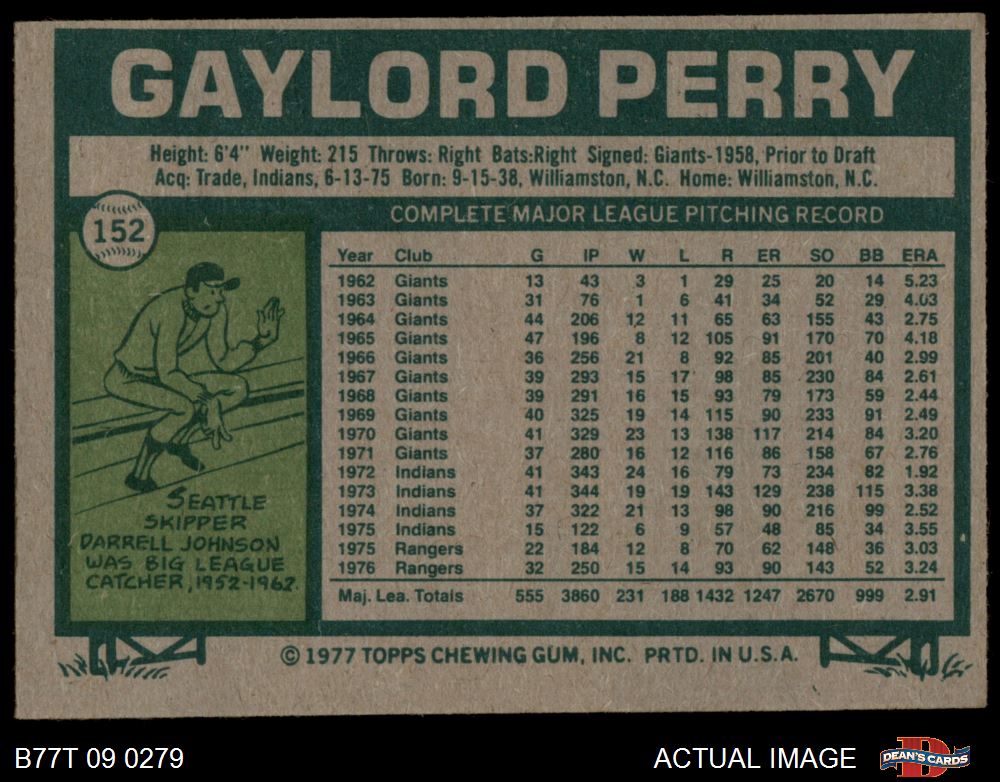 GAYLORD PERRY
Height: 6'4" Weight: 215 Throws: Right Bats:Right Signed: Giants-1958, Prior to Draft
Acq: Trade, Indians, 6-13-75 Born: 9-15-38, Williamston, N.C. Home: Williamston, N.C.
152
COMPLETE MAJOR LEAGUE PITCHING RECORD
Year Club G IP W L R ER SO BB ERA
1962 Giants 13 43 3 1 29 25 20 14 5.23
1963 Giants 31 76 1 6 41 34 52 29 4.03
1964 Giants 44 206 12 11 65 63 155 43 2.75
1965 Giants 47 196 8 12 105 91 170 70 4.18
1966 Giants 36 256 21 8 92 85 201 40 2.99
1967 Giants 39 293 15 17 98 85 230 84 2.61
1968 Giants 39 291 16 15 93 79 173 59 2.44
1969 Giants 40 325 19 14 115 90 233 91 2.49
1970 Giants 41 329 23 13 138 117 214 84 3.20
1971 Giants 37 280 16 12 116 86 158 67 2.76
1972 Indians 41 343 24 16 79 73 234 82 1.92
1973 Indians 41 344 19 19 143 129 238 115 3.38
1974 Indians 37 322 21 13 98 90 216 99 2.52
1975 Indians 15 122 6 9 57 48 85 34 3.55
1975 Rangers 22 184 12 8 70 62 148 36 3.03
1976 Rangers 32 250 15 14 93 90 143 52 3.24
Maj. Lea. Totals 555 3860 231 188 1432 1247 2670 999 2.91
SEATTLE
SKIPPER
DARRELL JOHNSON
WAS BIG LEAGUE
CATCHER, 1952-1962.
© 1977 TOPPS CHEWING GUM, INC. PRTD. IN U.S.A.
B77T 09 0279
ACTUAL IMAGE
DEAN'S CARDS